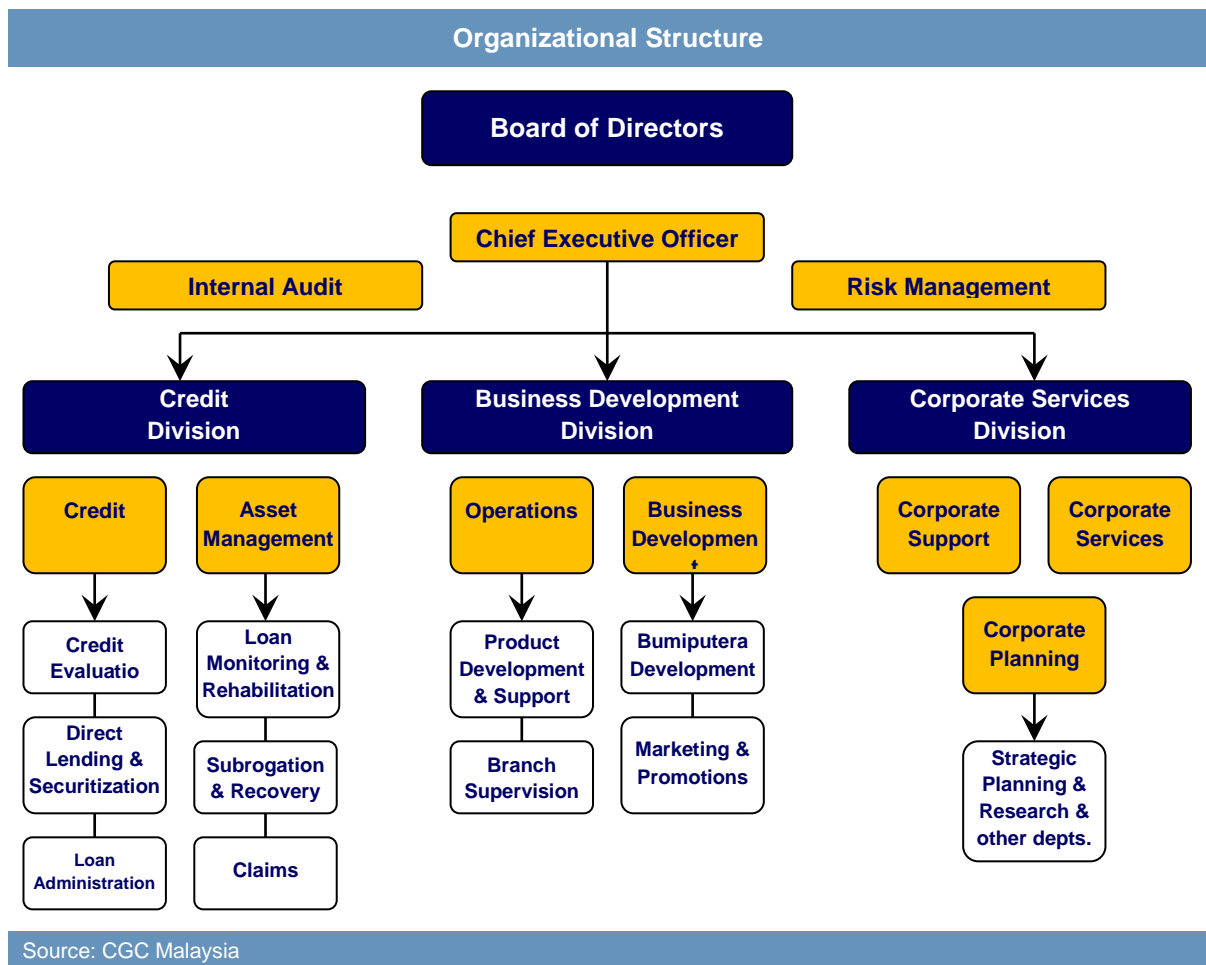 Organizational Structure
Board of Directors
Chief Executive Officer
Internal Audit
Risk Management
Credit
Division
Business Development
Division
Corporate Services
Division
Credit
Asset
Management
Operations
Business
Developmen
Corporate
Support
Corporate
Services
Credit
Evaluatio
Direct
Lending &
Securitization
Loan
Administration
Loan
Monitoring &
Rehabilitation
Subrogation
& Recovery
Claims
Product
Development
& Support
Branch
Supervision
Bumiputera
Development
Marketing &
Promotions
Corporate
Planning
Strategic
Planning &
Research &
other depts.
Source: CGC Malaysia